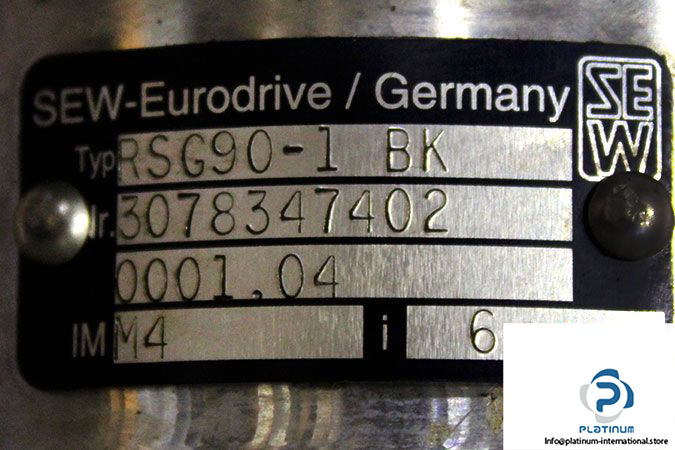 SEW-Eurodrive / Germany
SEW
Typ RSG90-1 BK
Nr. 3078347402
0001.04
IM M4 i 6
PLATINUM
Info@platinum-international.store